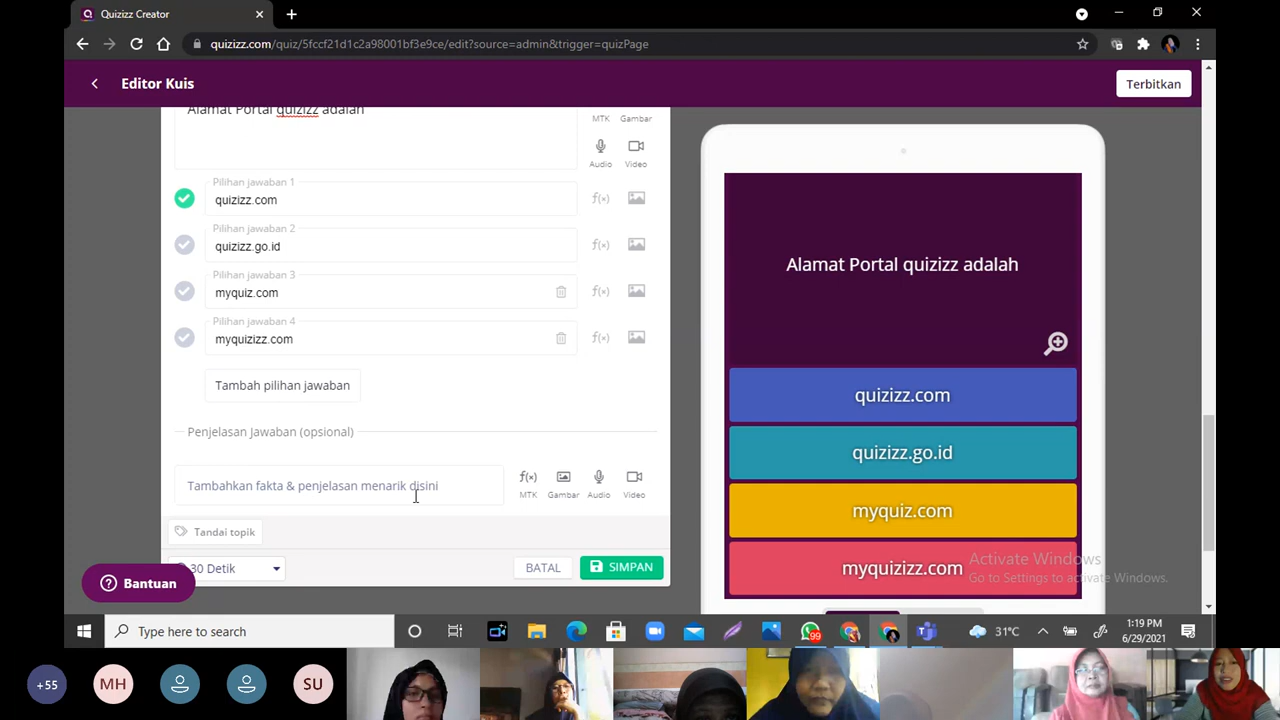 Quizizz Creator
quizizz.com/quiz/5fccf21d1c2a98001bf3e9ce/edit?source=admin&trigger=quizPage
Editor Kuis
Terbitkan
Alamat Portal quizizz adalah
MTK
Gambar
Audio
Video
Pilihan jawaban 1
quizizz.com
f(x)
Pilihan jawaban 2
quizizz.go.id
f(x)
Pilihan jawaban 3
myquiz.com
f(x)
Pilihan jawaban 4
myquizizz.com
f(x)
Tambah pilihan jawaban
Penjelasan Jawaban (opsional)
Tambahkan fakta & penjelasan menarik disini
f(x)
MTK
Gambar
Audio
Video
Tandai topik
30 Detik
BATAL
SIMPAN
Bantuan
Alamat Portal quizizz adalah
quizizz.com
quizizz.go.id
myquiz.com
myquizizz.com
Activate Windows
Go to Settings to activate Windows.
Type here to search
99
31°C
1:19 PM
6/29/2021
+55
MH
SU